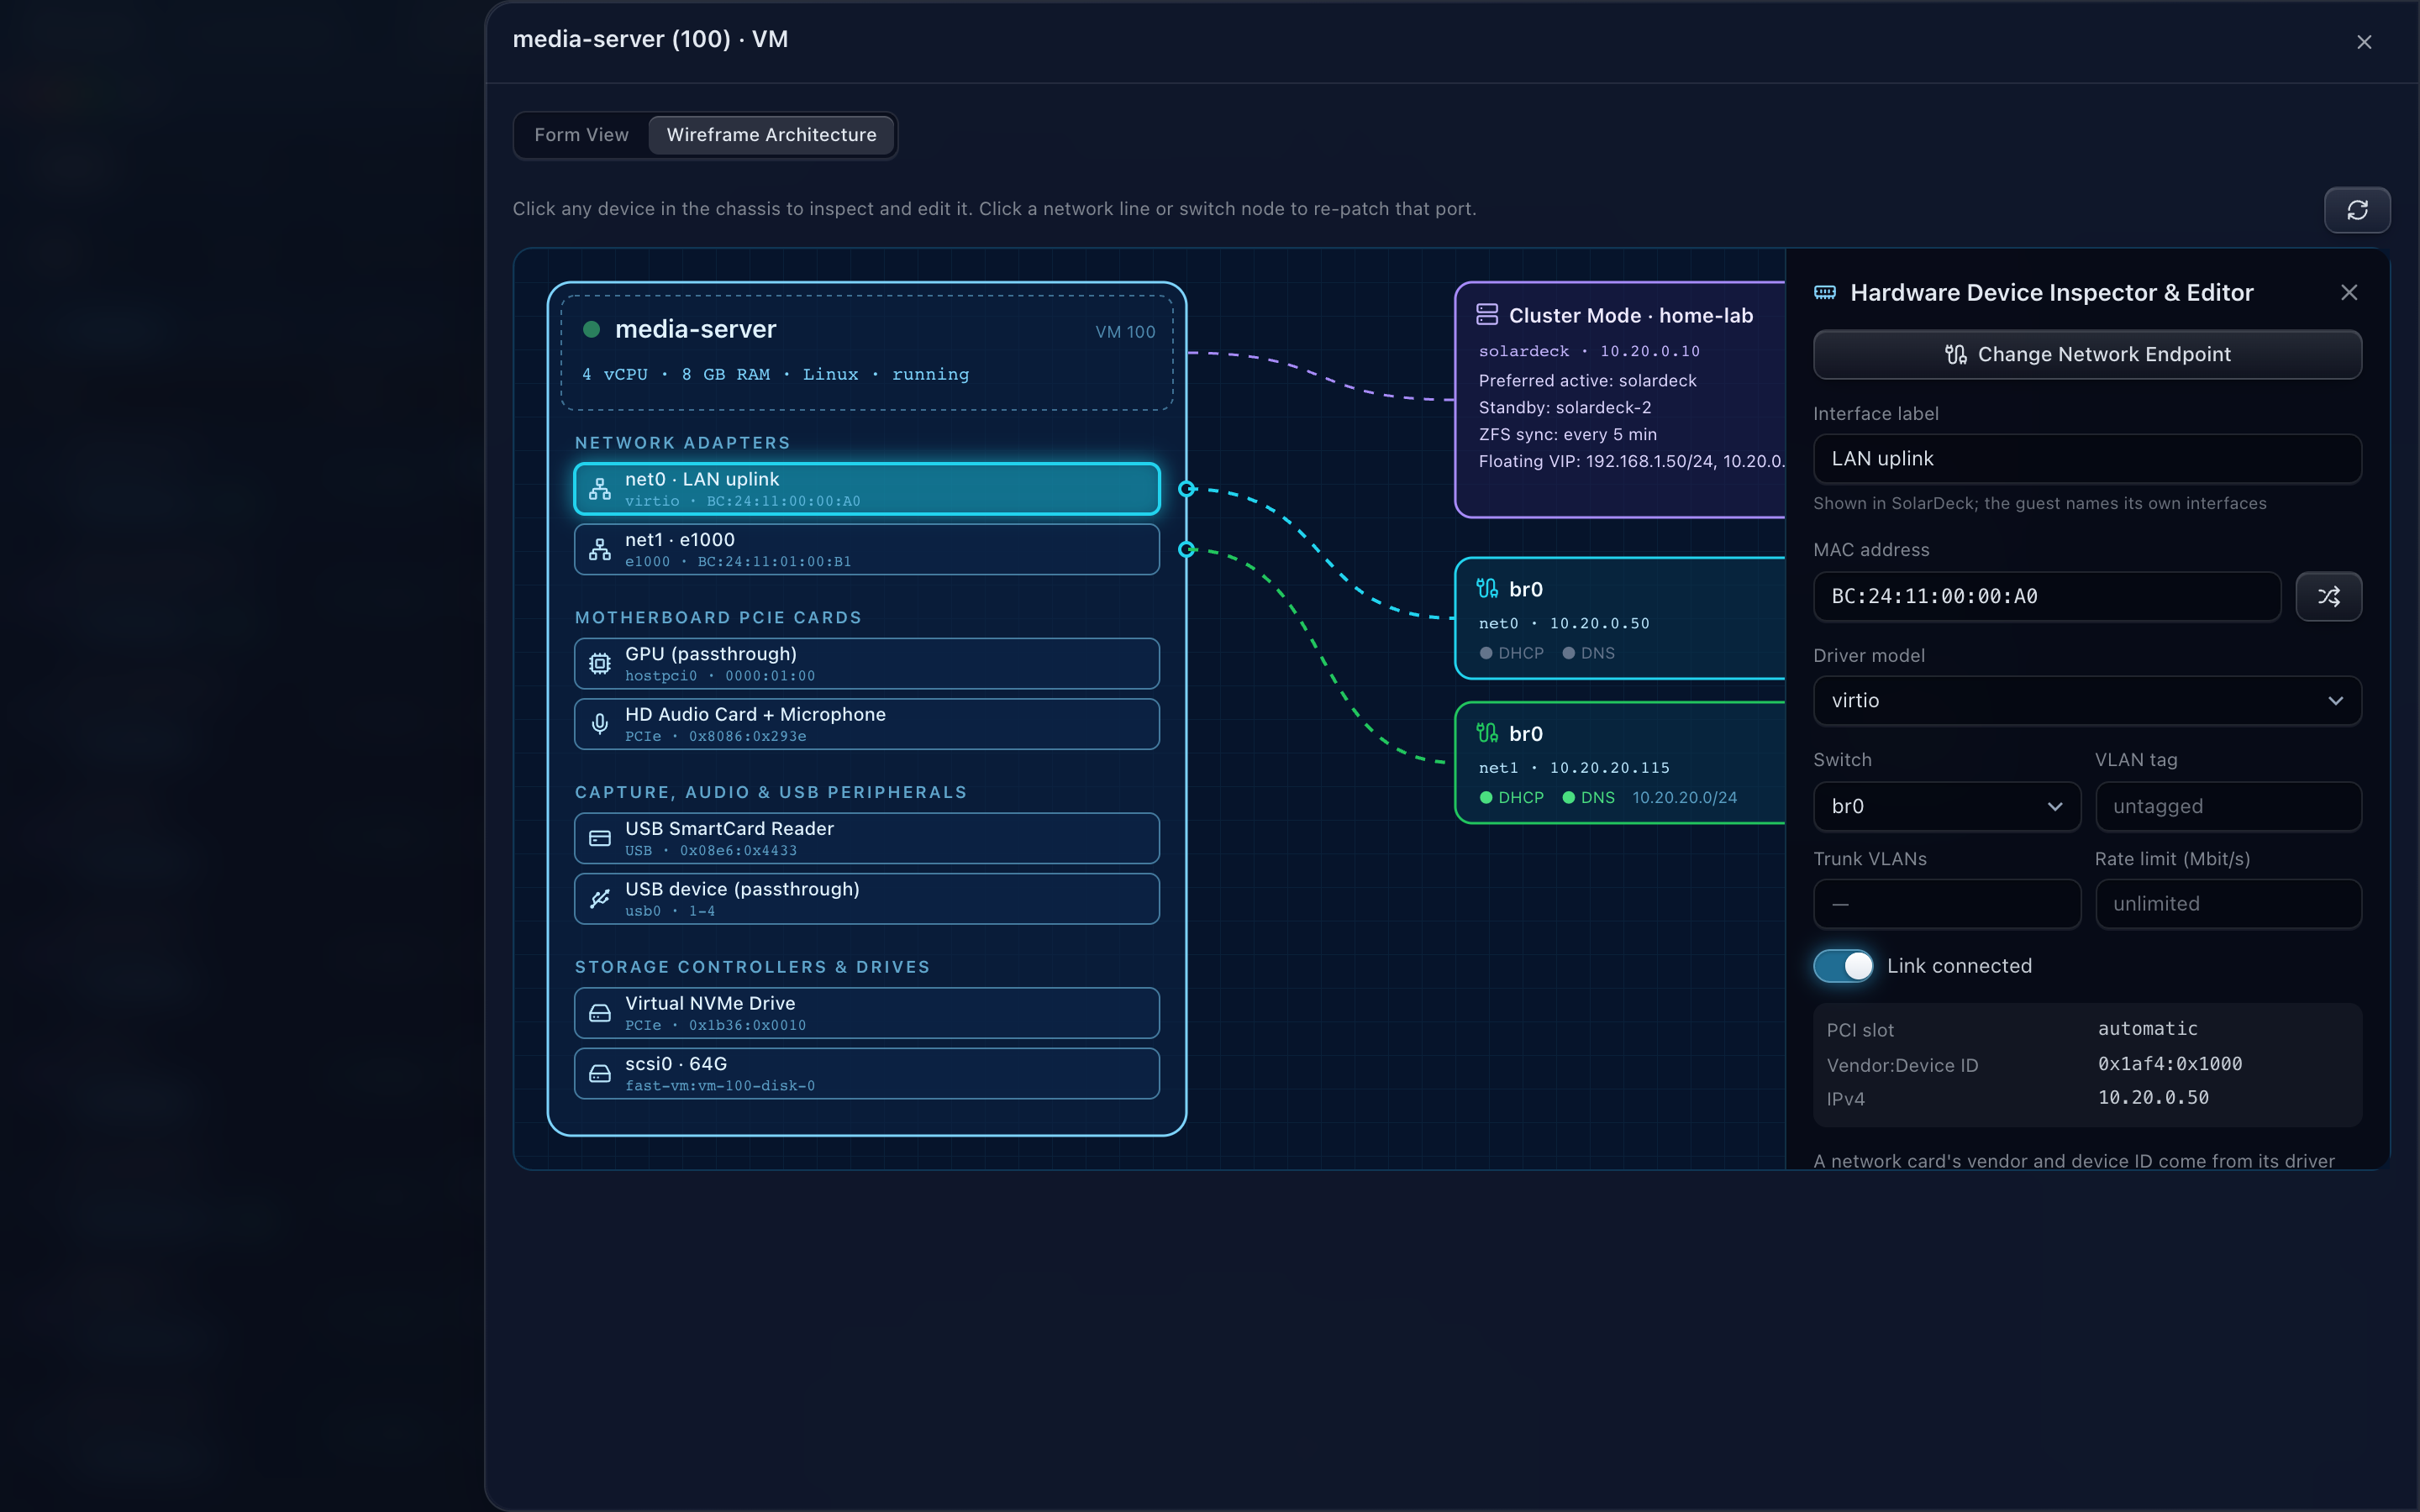 media-server (100) · VM
Form View
Wireframe Architecture
Click any device in the chassis to inspect and edit it. Click a network line or switch node to re-patch that port.
media-server
VM 100
4 vCPU · 8 GB RAM · Linux · running
NETWORK ADAPTERS
net0 · LAN uplink
virtio · BC:24:11:00:00:A0
net1 · e1000
e1000 · BC:24:11:01:00:B1
MOTHERBOARD PCIE CARDS
GPU (passthrough)
hostpci0 · 0000:01:00
HD Audio Card + Microphone
PCIe · 0x8086:0x293e
CAPTURE, AUDIO & USB PERIPHERALS
USB SmartCard Reader
USB · 0x08e6:0x4433
USB device (passthrough)
usb0 · 1-4
STORAGE CONTROLLERS & DRIVES
Virtual NVMe Drive
PCIe · 0x1b36:0x0010
scsi0 · 64G
fast-vm:vm-100-disk-0
Cluster Mode · home-lab
solardeck · 10.20.0.10
Preferred active: solardeck
Standby: solardeck-2
ZFS sync: every 5 min
Floating VIP: 192.168.1.50/24, 10.20.0.
br0
net0 · 10.20.0.50
DHCP DNS
br0
net1 · 10.20.20.115
DHCP DNS 10.20.20.0/24
Hardware Device Inspector & Editor
Change Network Endpoint
Interface label
LAN uplink
Shown in SolarDeck; the guest names its own interfaces
MAC address
BC:24:11:00:00:A0
Driver model
virtio
Switch VLAN tag
br0 untagged
Trunk VLANs Rate limit (Mbit/s)
— unlimited
Link connected
PCI slot automatic
Vendor:Device ID 0x1af4:0x1000
IPv4 10.20.0.50
A network card's vendor and device ID come from its driver